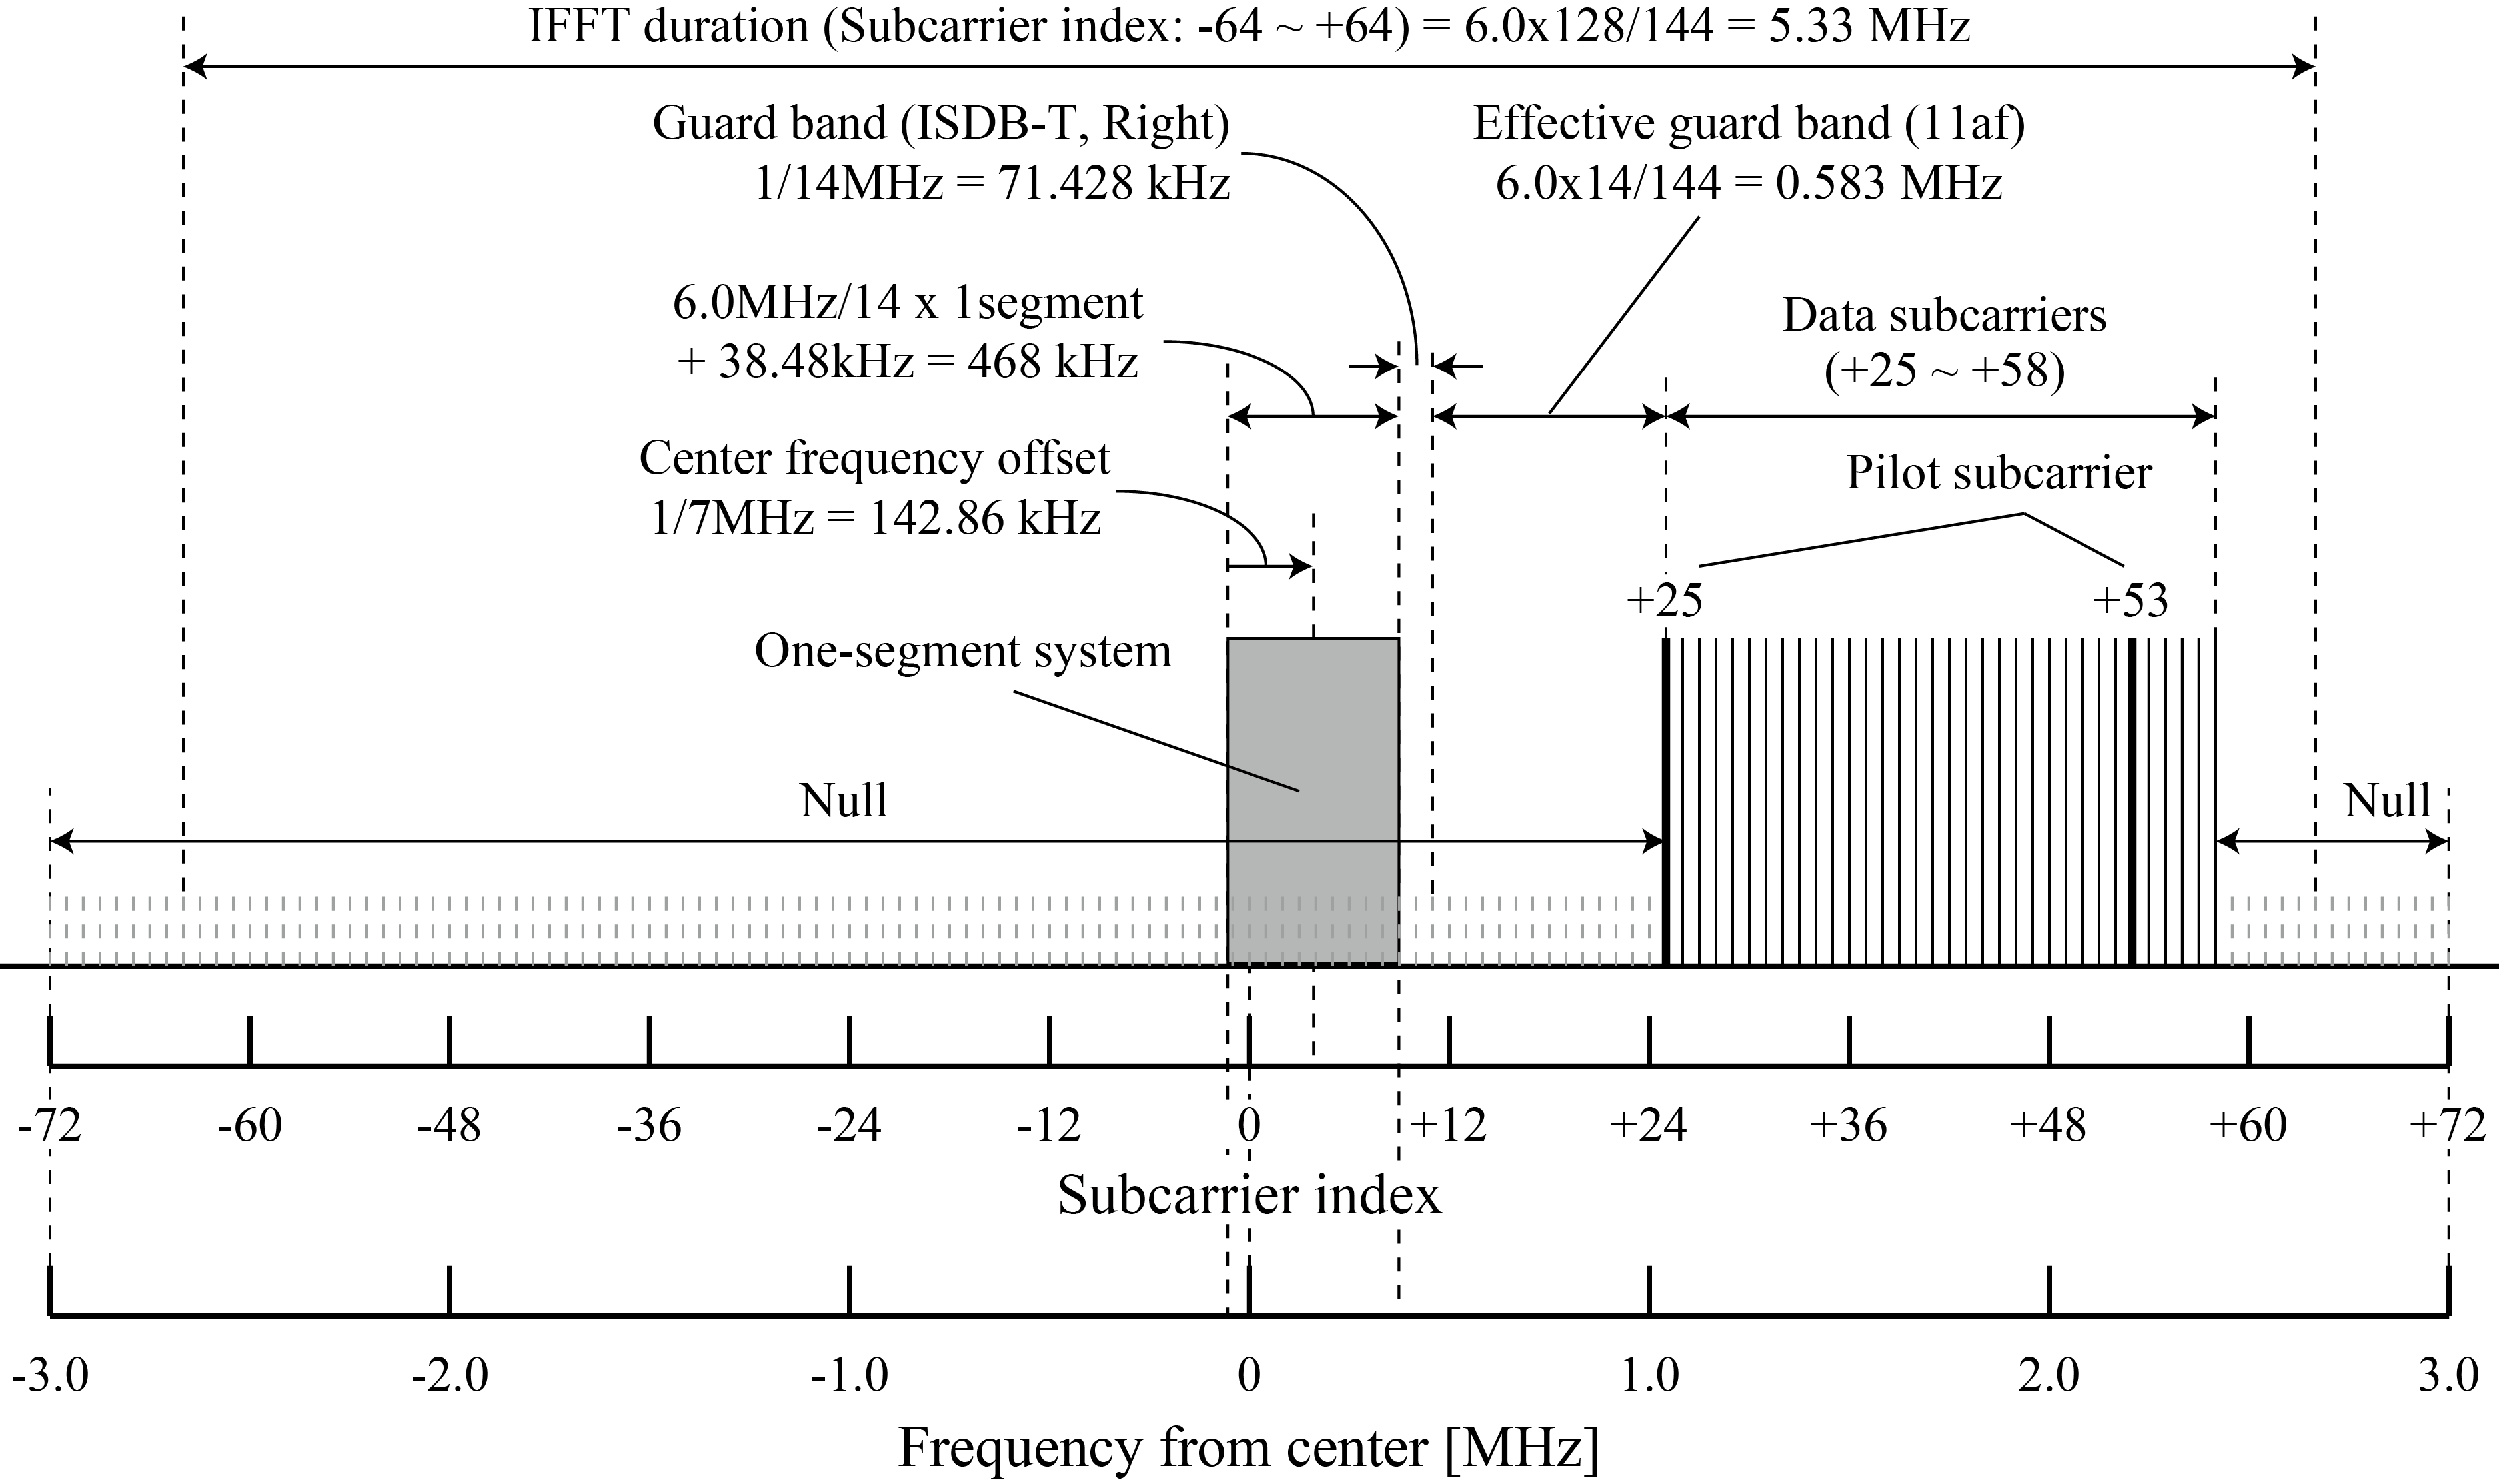 IFFT duration (Subcarrier index: -64 ~ +64) = 6.0x128/144 = 5.33 MHz
Guard band (ISDB-T, Right)
1/14MHz = 71.428 kHz
Effective guard band (11af)
6.0x14/144 = 0.583 MHz
6.0MHz/14 x 1segment
+ 38.48kHz = 468 kHz
Data subcarriers
(+25 ~ +58)
Center frequency offset
1/7MHz = 142.86 kHz
Pilot subcarrier
+25
+53
One-segment system
Null
Null
-72 -60 -48 -36 -24 -12 0 +12 +24 +36 +48 +60 +72
Subcarrier index
-3.0 -2.0 -1.0 0 1.0 2.0 3.0
Frequency from center [MHz]